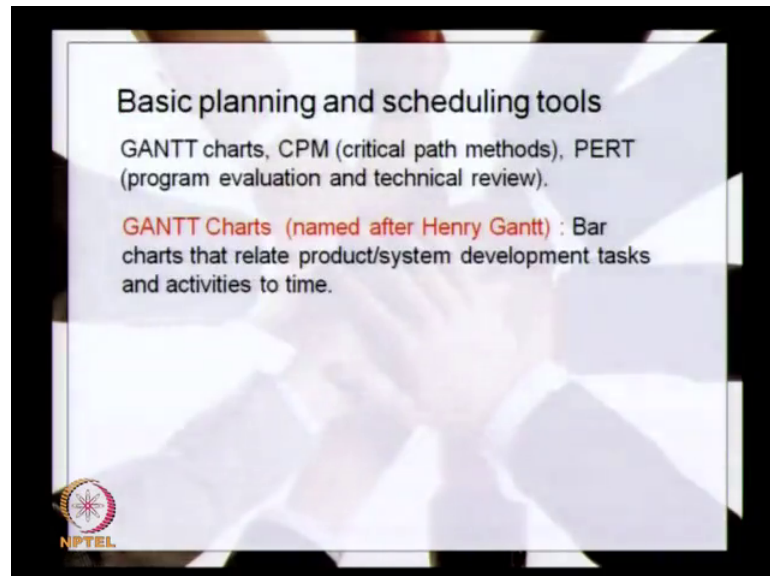 Basic planning and scheduling tools
GANTT charts, CPM (critical path methods), PERT
(program evaluation and technical review).
GANTT Charts (named after Henry Gantt) : Bar
charts that relate product/system development tasks
and activities to time.
NPTEL